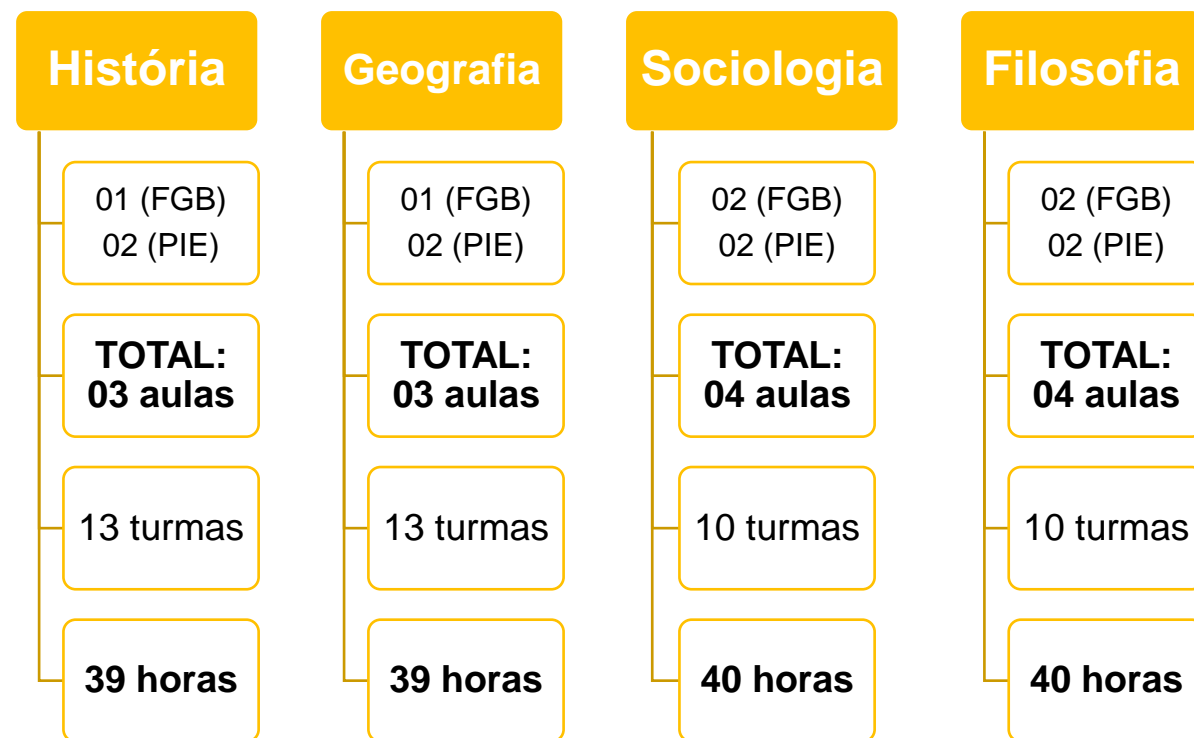 História
01 (FGB)
02 (PIE)
TOTAL:
03 aulas
13 turmas
39 horas
Geografia
01 (FGB)
02 (PIE)
TOTAL:
03 aulas
13 turmas
39 horas
Sociologia
02 (FGB)
02 (PIE)
TOTAL:
04 aulas
10 turmas
40 horas
Filosofia
02 (FGB)
02 (PIE)
TOTAL:
04 aulas
10 turmas
40 horas